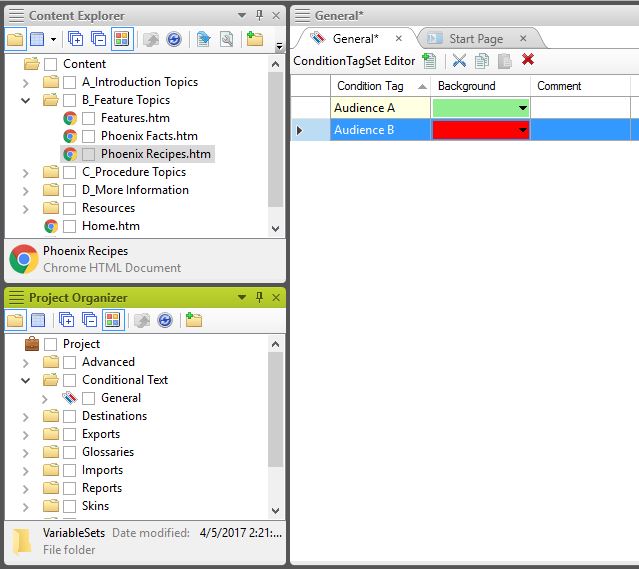 Content Explorer
Content
A_Introduction Topics
B_Feature Topics
Features.htm
Phoenix Facts.htm
Phoenix Recipes.htm
C_Procedure Topics
D_More Information
Resources
Home.htm
Phoenix Recipes
Chrome HTML Document
Project Organizer
Project
Advanced
Conditional Text
General
Destinations
Exports
Glossaries
Imports
Reports
Skins
VariableSets Date modified: 4/5/2017 2:21:...
File folder
General*
General* Start Page
ConditionTagSet Editor
Condition Tag Background Comment
Audience A
Audience B